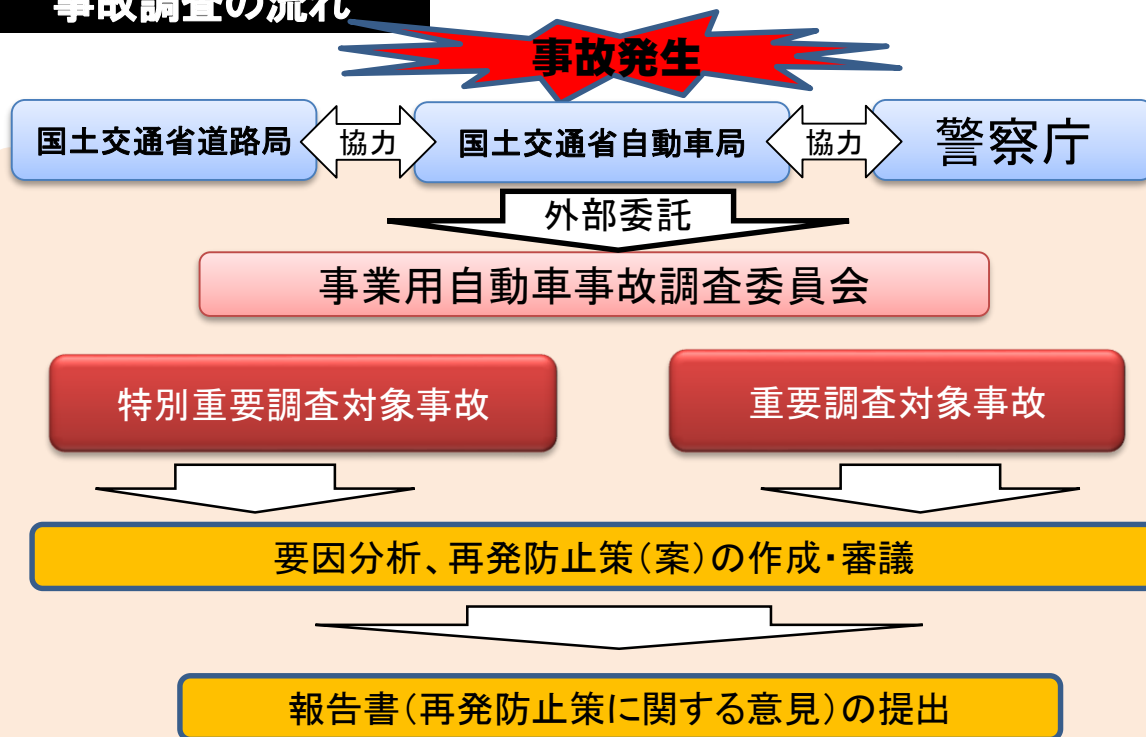 事故調査の流れ
事故発生
国土交通省道路局
協力
国土交通省自動車局
協力
警察庁
外部委託
事業用自動車事故調査委員会
特別重要調査対象事故
重要調査対象事故
要因分析、再発防止策(案)の作成・審議
報告書(再発防止策に関する意見)の提出